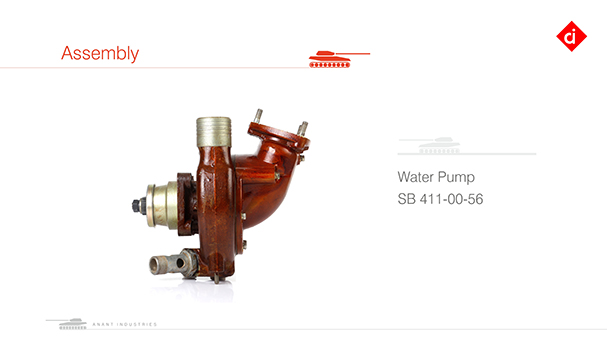 Assembly
Water Pump
SB 411-00-56
ANANT INDUSTRIES